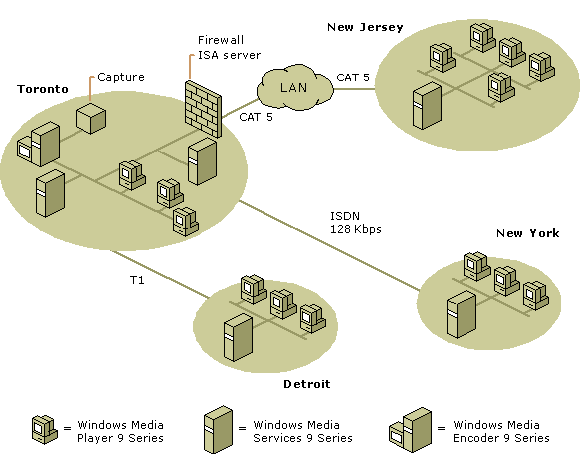 New Jersey
Firewall
ISA server
Capture
Toronto
LAN
CAT 5
CAT 5
ISDN
128 Kbps
New York
T1
Detroit
= Windows Media
Player 9 Series
= Windows Media
Services 9 Series
= Windows Media
Encoder 9 Series